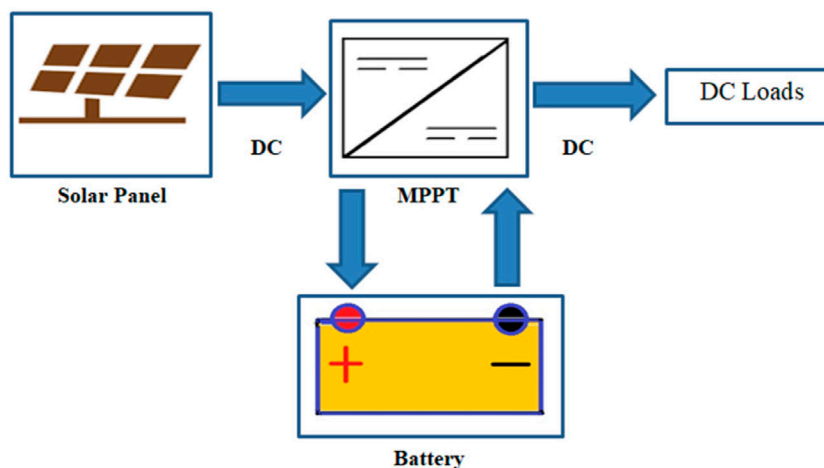 DC Loads
DC
DC
Solar Panel
MPPT
+
Battery